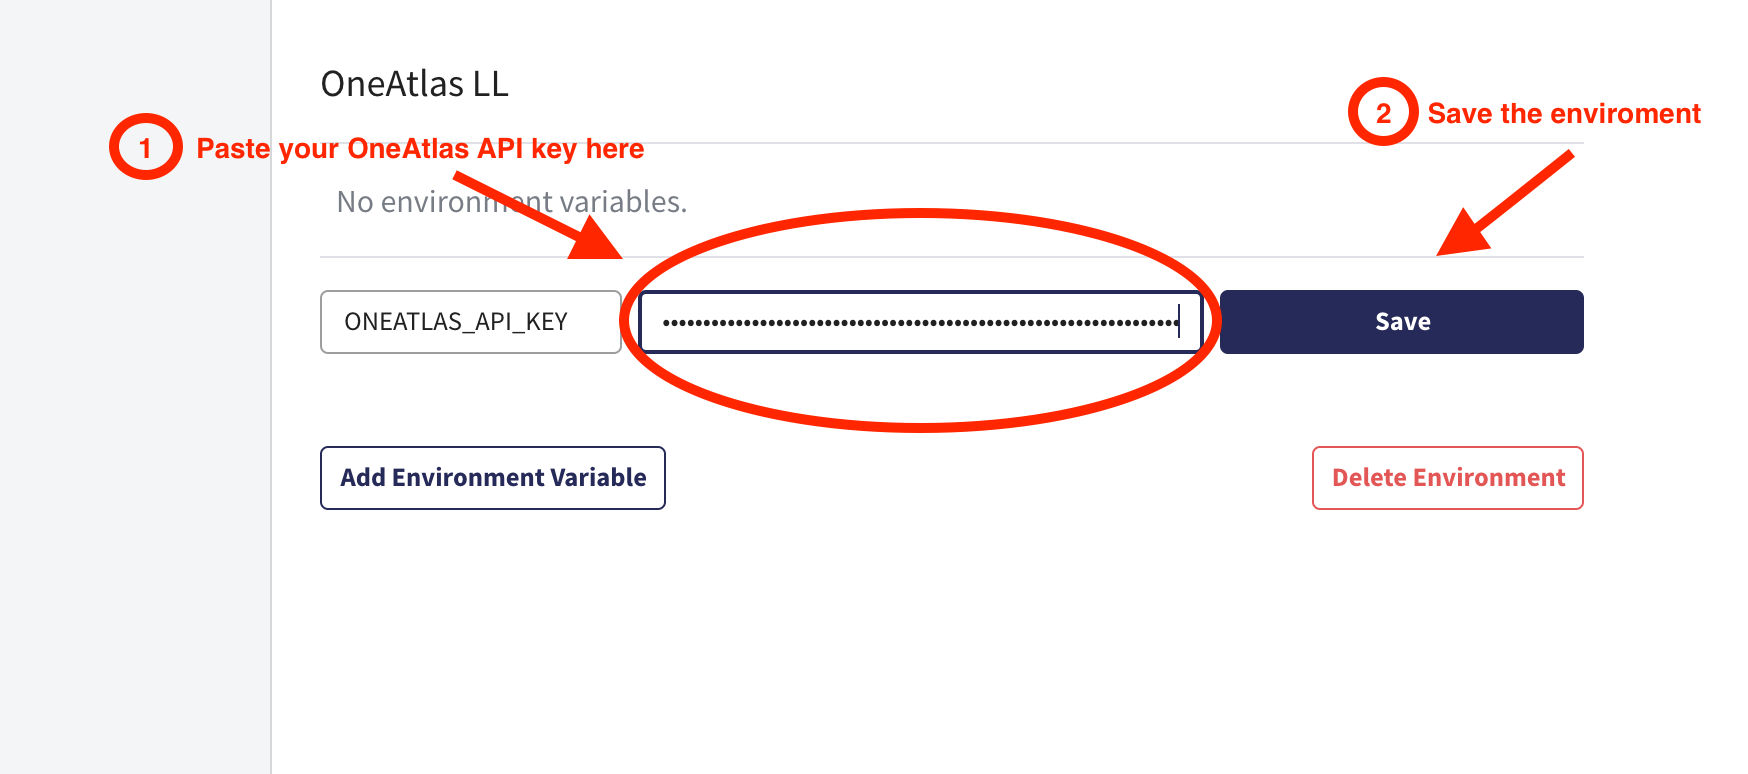 OneAtlas LL
2 Save the enviroment
1 Paste your OneAtlas API key here
No environment variables.
ONEATLAS_API_KEY
Save
Add Environment Variable
Delete Environment